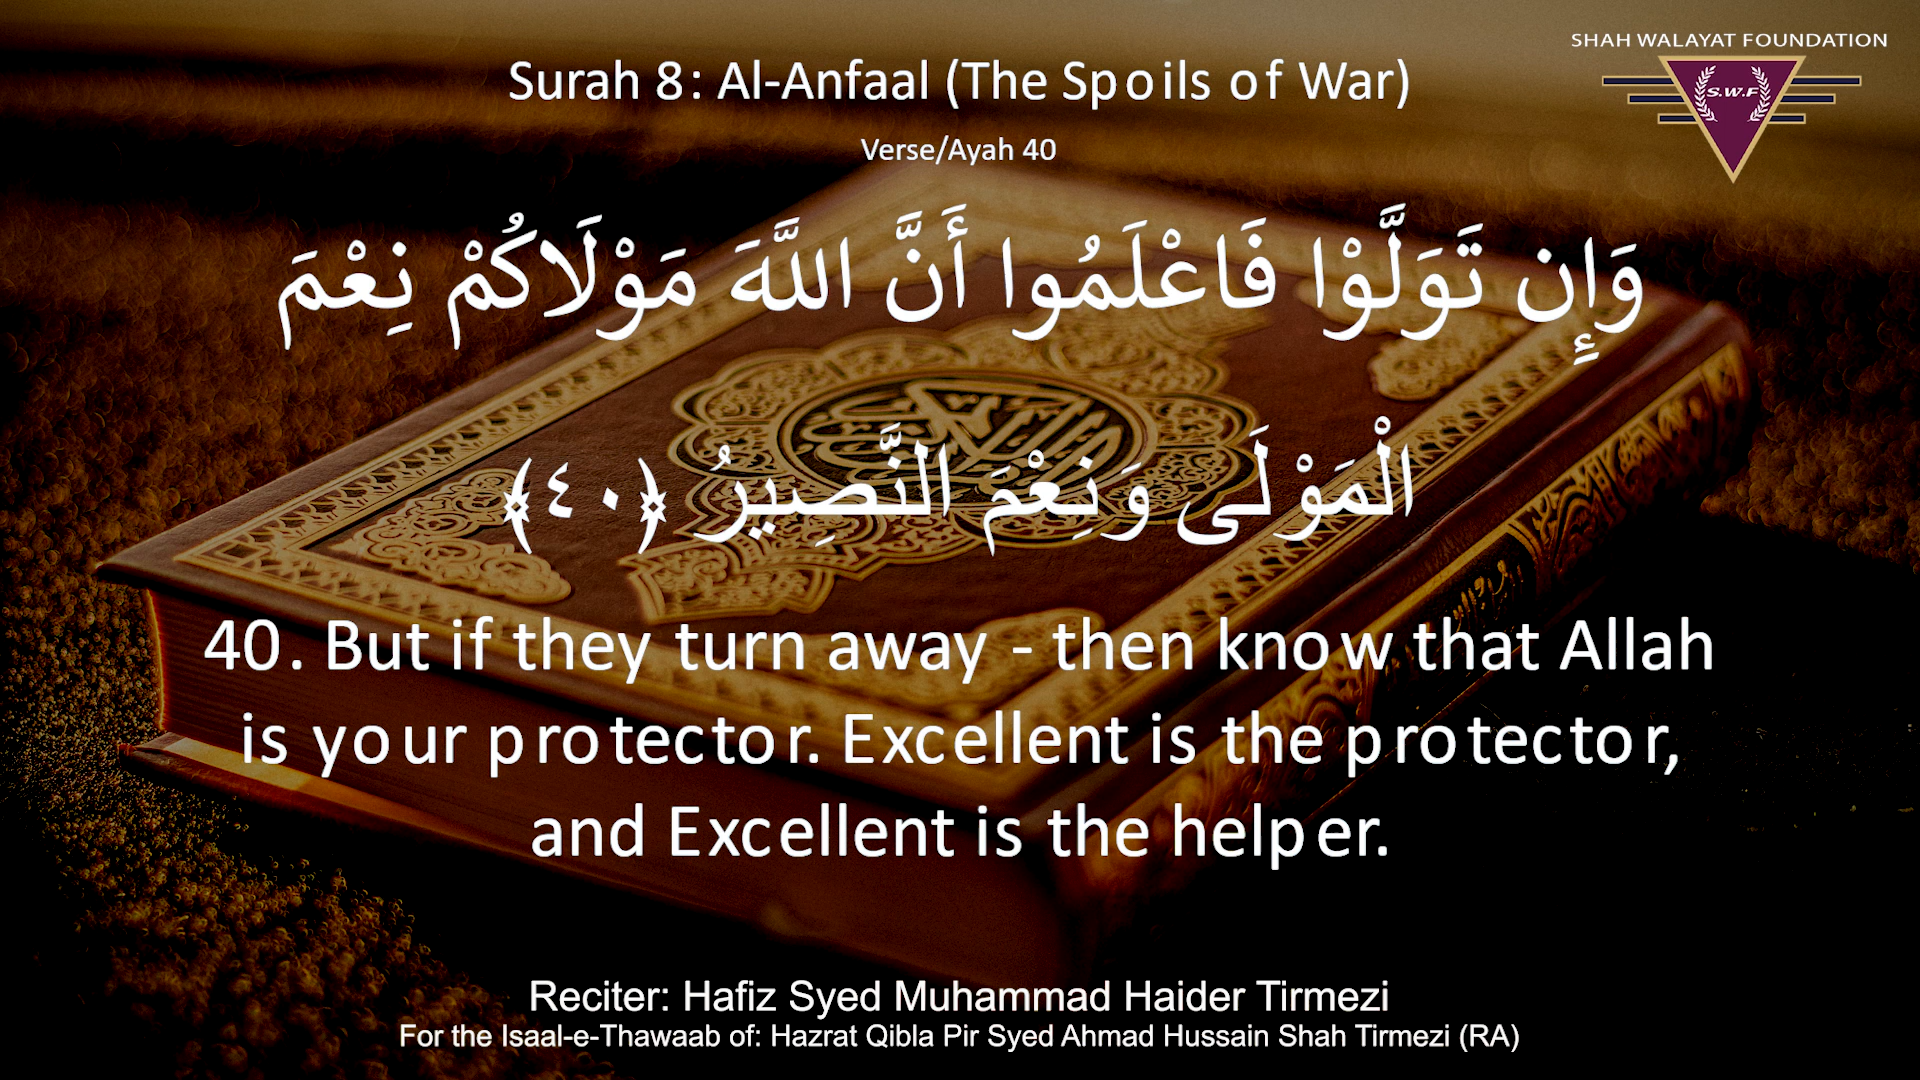 SHAH WALAYAT FOUNDATION
S.W.F
Surah 8: Al-Anfaal (The Spoils of War)
Verse/Ayah 40
وَإِن تَوَلَّوْا فَاعْلَمُوا أَنَّ اللَّهَ مَوْلَاكُمْ نِعْمَ
الْمَوْلَى وَنِعْمَ النَّصِيرُ ﴿٤٠﴾
40. But if they turn away - then know that Allah
is your protector. Excellent is the protector,
and Excellent is the helper.
Reciter: Hafiz Syed Muhammad Haider Tirmezi
For the Isaal-e-Thawaab of: Hazrat Qibla Pir Syed Ahmad Hussain Shah Tirmezi (RA)